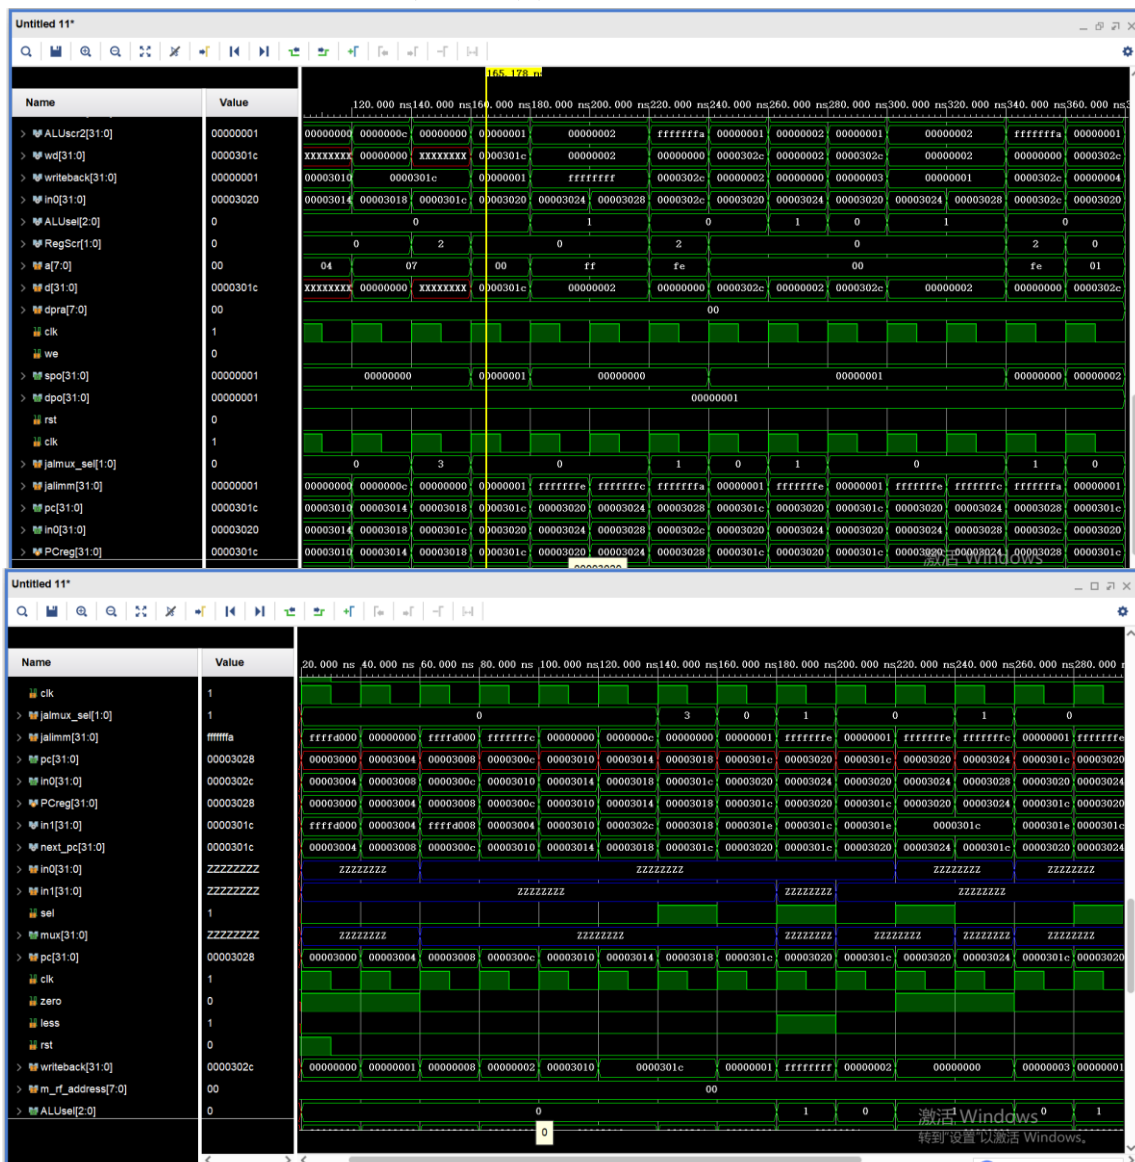 Untitled 11*
165.178 n
Name Value 120.000 ns 140.000 ns 160.000 ns 180.000 ns 200.000 ns 220.000 ns 240.000 ns 260.000 ns 280.000 ns 300.000 ns 320.000 ns 340.000 ns 360.000 ns
ALUscr2[31:0] 00000001 00000000 0000000c 00000000 00000001 00000002 fffffffa 00000001 00000002 00000001 00000002 fffffffa 00000001
wd[31:0] 0000301c XXXXXXXX 00000000 XXXXXXXX 0000301c 00000002 00000000 0000302c 00000002 0000302c 00000002 00000000 0000302c
writeback[31:0] 00000001 00003010 0000301c 00000001 ffffffff 0000302c 00000002 00000000 00000003 00000001 0000302c 00000004
in0[31:0] 00003020 00003014 00003018 0000301c 00003020 00003024 00003028 0000302c 00003020 00003024 00003020 00003024 00003028 0000302c 00003020
ALUsel[2:0] 0 0 1 0 1 0 1 0
RegScr[1:0] 0 0 2 0 2 0 2 0
a[7:0] 00 04 07 00 ff fe 00 fe 01
d[31:0] 0000301c XXXXXXXX 00000000 XXXXXXXX 0000301c 00000002 00000000 0000302c 00000002 0000302c 00000002 00000000 0000302c
dpra[7:0] 00 00
clk 1
we 0
spo[31:0] 00000001 00000000 00000001 00000000 00000001 00000000 00000002
dpo[31:0] 00000001 00000001
rst 0
clk 1
jalmux_sel[1:0] 0 0 3 0 1 0 1 0 1 0
jalimm[31:0] 00000001 00000000 0000000c 00000000 00000001 fffffffe fffffffc fffffffa 00000001 fffffffe 00000001 fffffffe fffffffc fffffffa 00000001
pc[31:0] 0000301c 00003010 00003014 00003018 0000301c 00003020 00003024 00003028 0000301c 00003020 0000301c 00003020 00003024 00003028 0000301c
in0[31:0] 00003020 00003014 00003018 0000301c 00003020 00003024 00003028 0000302c 00003020 00003024 00003020 00003024 00003028 0000302c 00003020
PCreg[31:0] 0000301c 00003010 00003014 00003018 0000301c 00003020 00003024 00003028 0000301c 00003020 0000301c 00003020 00003024 00003028 0000301c
激活 Windows
Untitled 11*
Name Value 20.000 ns 40.000 ns 60.000 ns 80.000 ns 100.000 ns 120.000 ns 140.000 ns 160.000 ns 180.000 ns 200.000 ns 220.000 ns 240.000 ns 260.000 ns 280.000
clk 1
jalmux_sel[1:0] 1 0 3 0 1 0 1 0
jalimm[31:0] fffffffa ffffd000 00000000 ffffd000 fffffffc 00000000 0000000c 00000000 00000001 fffffffe 00000001 fffffffe fffffffc 00000001 fffffffe
pc[31:0] 00003028 00003000 00003004 00003008 0000300c 00003010 00003014 00003018 0000301c 00003020 0000301c 00003020 00003024 0000301c 00003020
in0[31:0] 0000302c 00003004 00003008 0000300c 00003010 00003014 00003018 0000301c 00003020 00003024 00003020 00003024 00003028 00003020 00003024
PCreg[31:0] 00003028 00003000 00003004 00003008 0000300c 00003010 00003014 00003018 0000301c 00003020 0000301c 00003020 00003024 0000301c 00003020
in1[31:0] 0000301c ffffd000 00003004 ffffd008 00003004 00003010 0000302c 00003018 0000301e 0000301c 0000301e 0000301c 0000301e 0000301c
next_pc[31:0] 0000301c 00003004 00003008 0000300c 00003010 00003014 00003018 0000301c 00003020 0000301c 00003020 00003024 0000301c 00003020 00003024
in0[31:0] ZZZZZZZZ ZZZZZZZZ ZZZZZZZZ ZZZZZZZZ ZZZZZZZZ
in1[31:0] ZZZZZZZZ ZZZZZZZZ ZZZZZZZZ ZZZZZZZZ
sel 1
mux[31:0] ZZZZZZZZ ZZZZZZZZ ZZZZZZZZ ZZZZZZZZ ZZZZZZZZ ZZZZZZZZ ZZZZZZZZ
pc[31:0] 00003028 00003000 00003004 00003008 0000300c 00003010 00003014 00003018 0000301c 00003020 0000301c 00003020 00003024 0000301c 00003020
clk 1
zero 0
less 1
rst 0
writeback[31:0] 0000302c 00000000 00000001 00000008 00000002 00003010 0000301c 00000001 ffffffff 00000002 00000000 00000003 00000001
m_rf_address[7:0] 00 00
ALUsel[2:0] 0 0 1 0 1 0 1
0
激活 Windows
转到"设置"以激活 Windows。